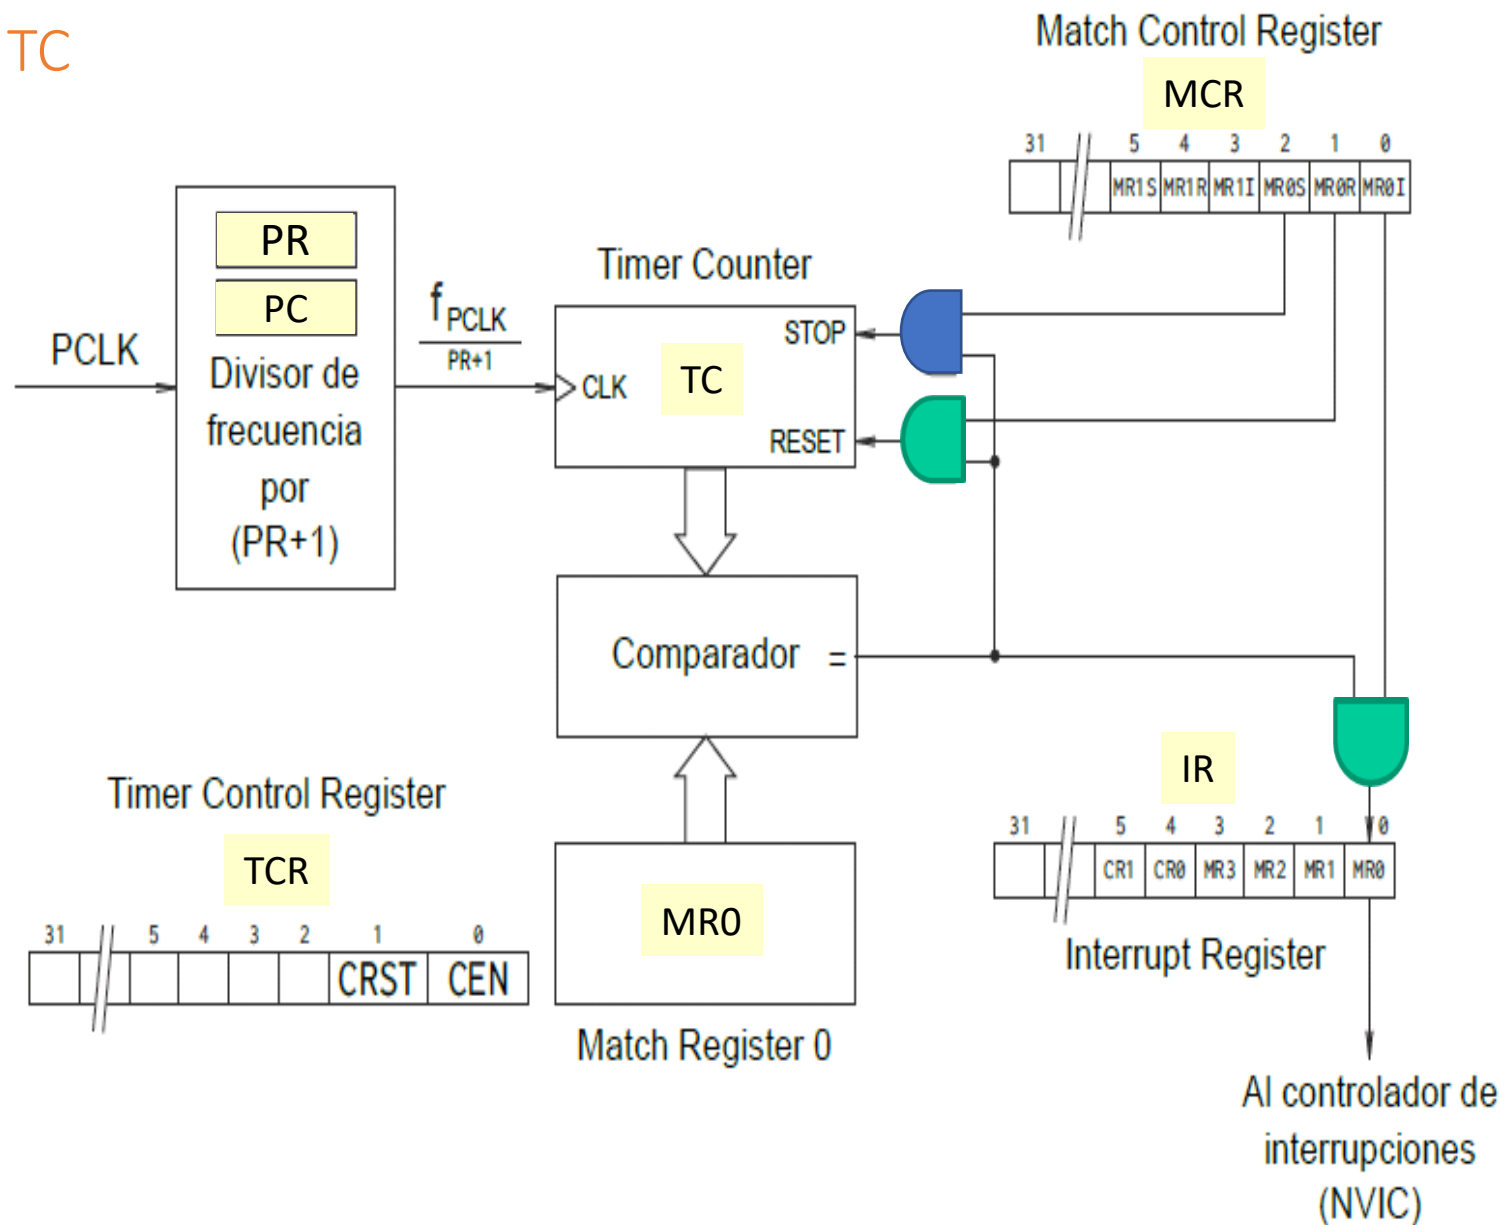 TC
Match Control Register
MCR
31 5 4 3 2 1 0
MR1S MR1R MR1I MR0S MR0R MR0I
PR
PC
Divisor de
frecuencia
por
(PR+1)
PCLK
f PCLK
PR+1
Timer Counter
STOP
CLK
TC
RESET
Comparador =
Timer Control Register
TCR
31 5 4 3 2 1 0
CRST CEN
MR0
Match Register 0
IR
31 5 4 3 2 1 0
CR1 CR0 MR3 MR2 MR1 MR0
Interrupt Register
Al controlador de
interrupciones
(NVIC)